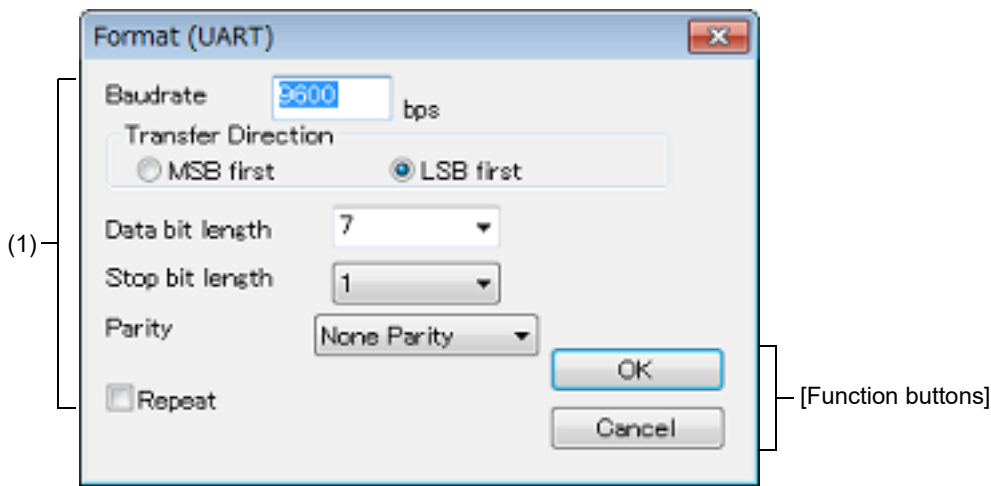 Format (UART)
Baudrate 9600 bps
Transfer Direction
MSB first LSB first
(1)
Data bit length 7
Stop bit length 1
Parity None Parity
OK
[Function buttons]
Repeat
Cancel